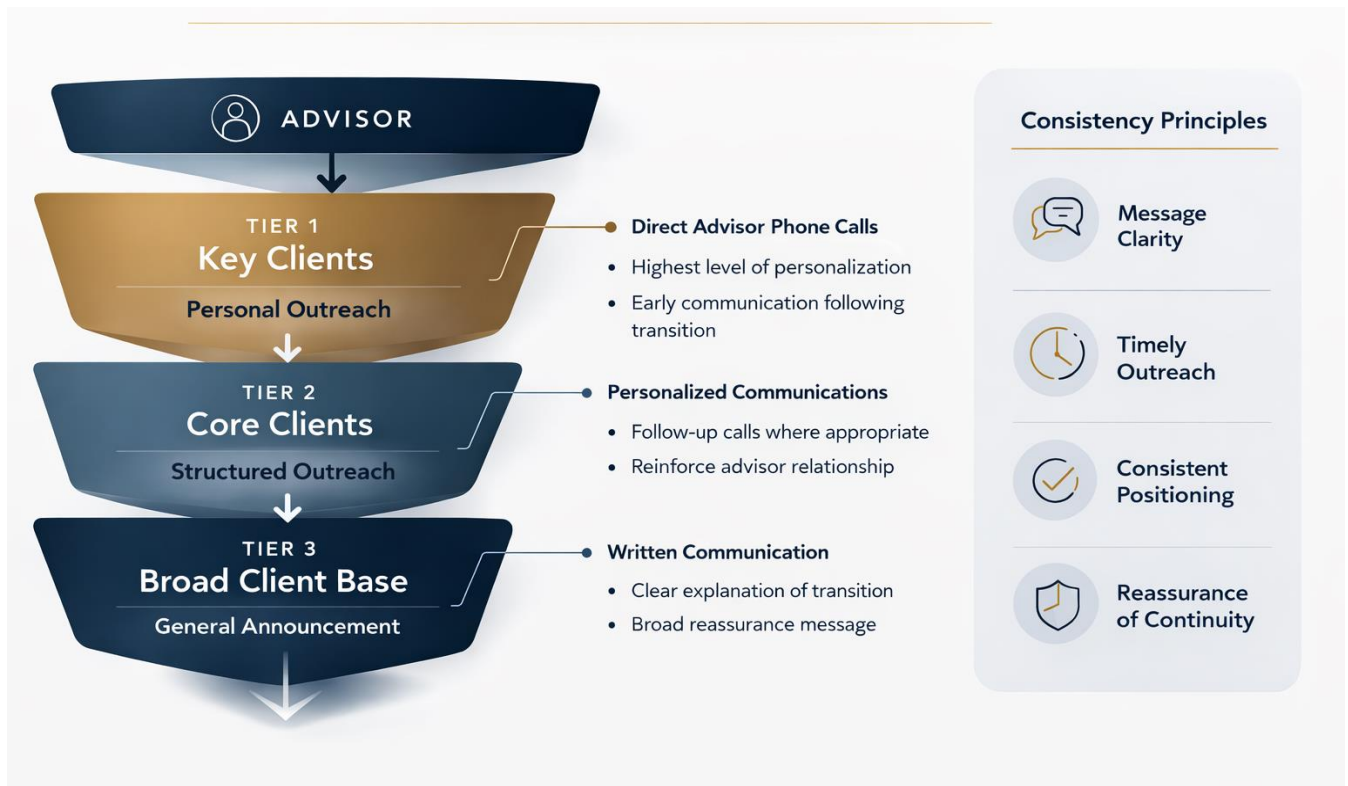 ADVISOR
TIER 1
Key Clients
Personal Outreach
Direct Advisor Phone Calls
• Highest level of personalization
• Early communication following
transition
TIER 2
Core Clients
Structured Outreach
Personalized Communications
• Follow-up calls where appropriate
• Reinforce advisor relationship
TIER 3
Broad Client Base
General Announcement
Written Communication
• Clear explanation of transition
• Broad reassurance message
Consistency Principles
Message
Clarity
Timely
Outreach
Consistent
Positioning
Reassurance
of Continuity